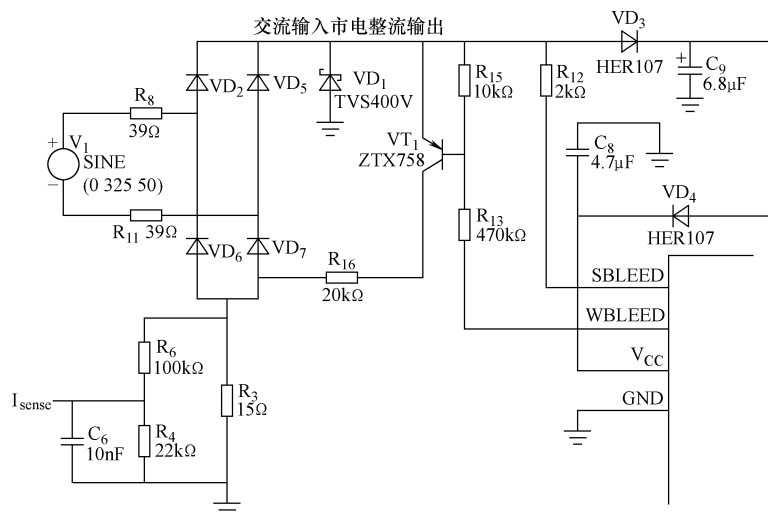 交流输入市电整流输出
VD3
HER107
C9
6.8μF
VD2
VD5
VD1
TVS400V
R15
10kΩ
R12
2kΩ
R8
39Ω
V1
SINE
(0 325 50)
VT1
ZTX758
C8
4.7μF
VD4
HER107
R11 39Ω
R13
470kΩ
VD6
VD7
R16
20kΩ
SBLEED
WBLEED
VCC
GND
R6
100kΩ
R3
15Ω
Isense
C6
10nF
R4
22kΩ